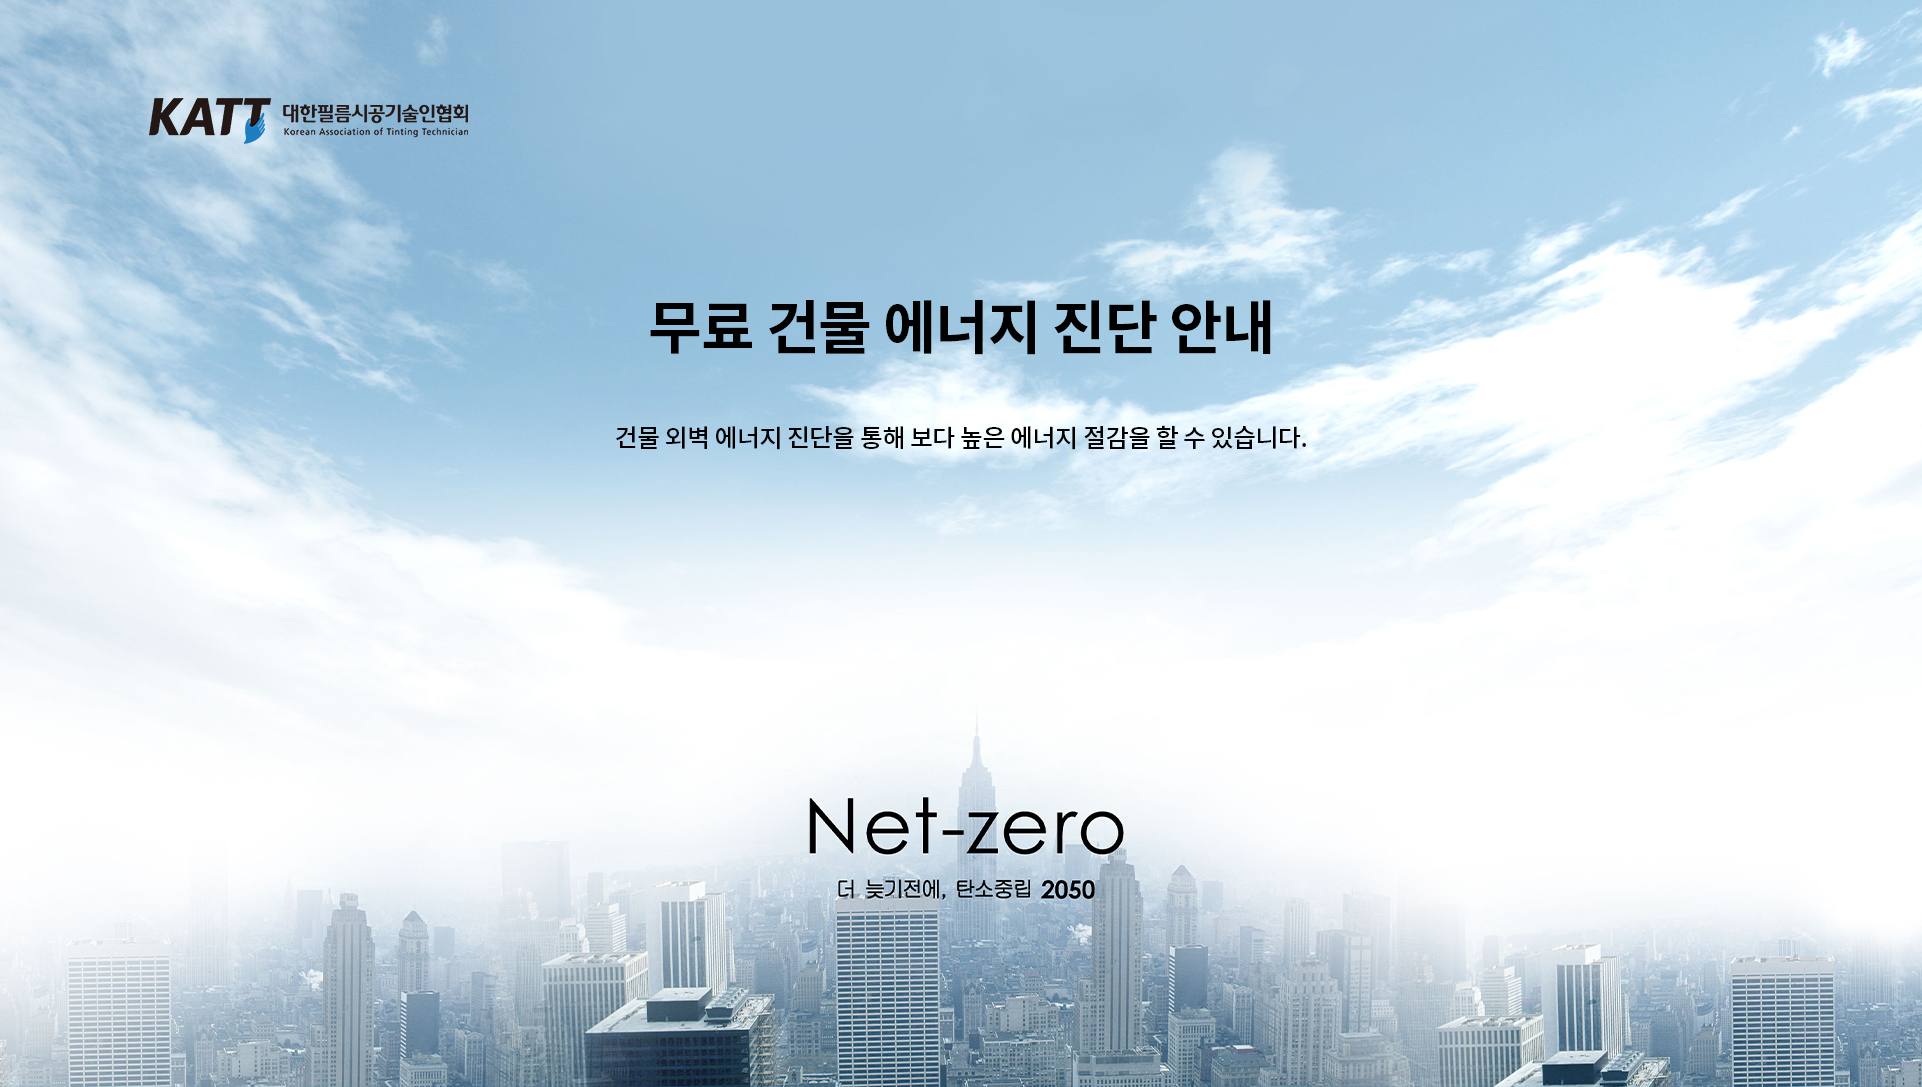 KATT 대한필름시공기술인협회
Korean Association of Tinting Technician
무료 건물 에너지 진단 안내
건물 외벽 에너지 진단을 통해 보다 높은 에너지 절감을 할 수 있습니다.
Net-zero
더 늦기전에, 탄소중립 2050